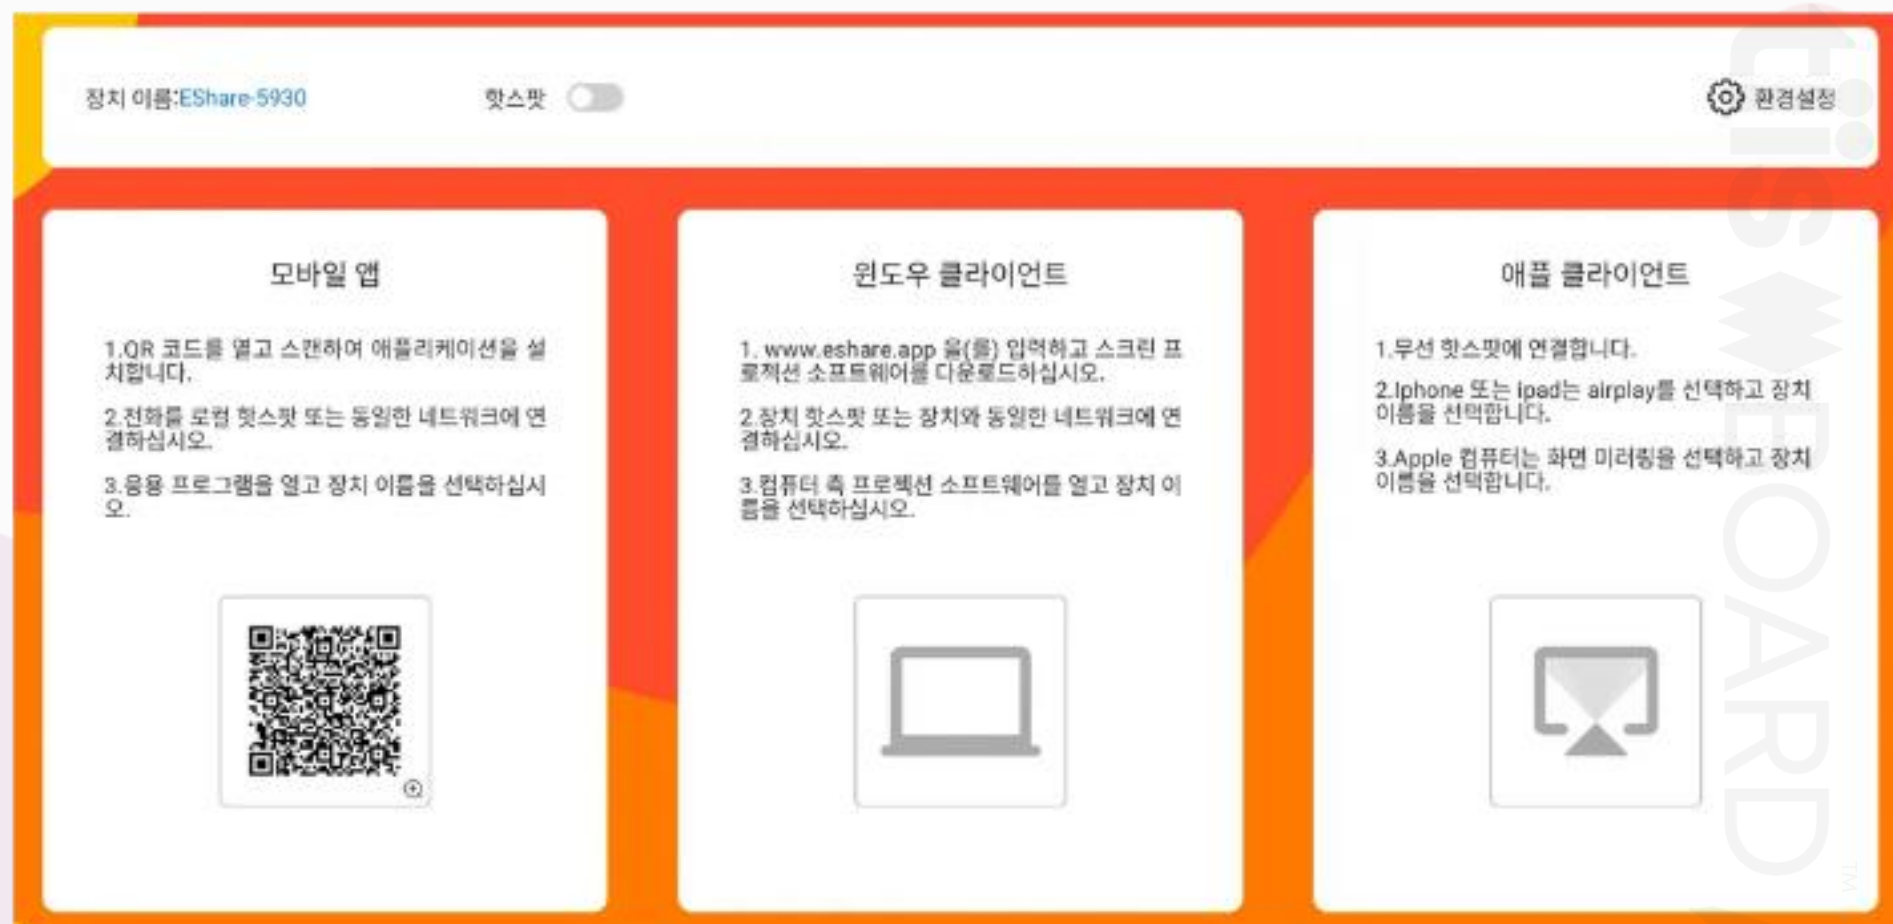 장치 이름:EShare-5930
핫스팟
환경설정
모바일 앱
1.QR 코드를 열고 스캔하여 애플리케이션을 설
치합니다.
2.전화를 로컬 핫스팟 또는 동일한 네트워크에 연
결하십시오.
3.응용 프로그램을 열고 장치 이름을 선택하십시
오.
윈도우 클라이언트
1. www.eshare.app 을(를) 입력하고 스크린 프
로젝션 소프트웨어를 다운로드하십시오.
2.장치 핫스팟 또는 장치와 동일한 네트워크에 연
결하십시오.
3.컴퓨터 측 프로젝션 소프트웨어를 열고 장치 이
름을 선택하십시오.
애플 클라이언트
1.무선 핫스팟에 연결합니다.
2.Iphone 또는 ipad는 airplay를 선택하고 장치
이름을 선택합니다.
3.Apple 컴퓨터는 화면 미러링을 선택하고 장치
이름을 선택합니다.
BOARD
TM